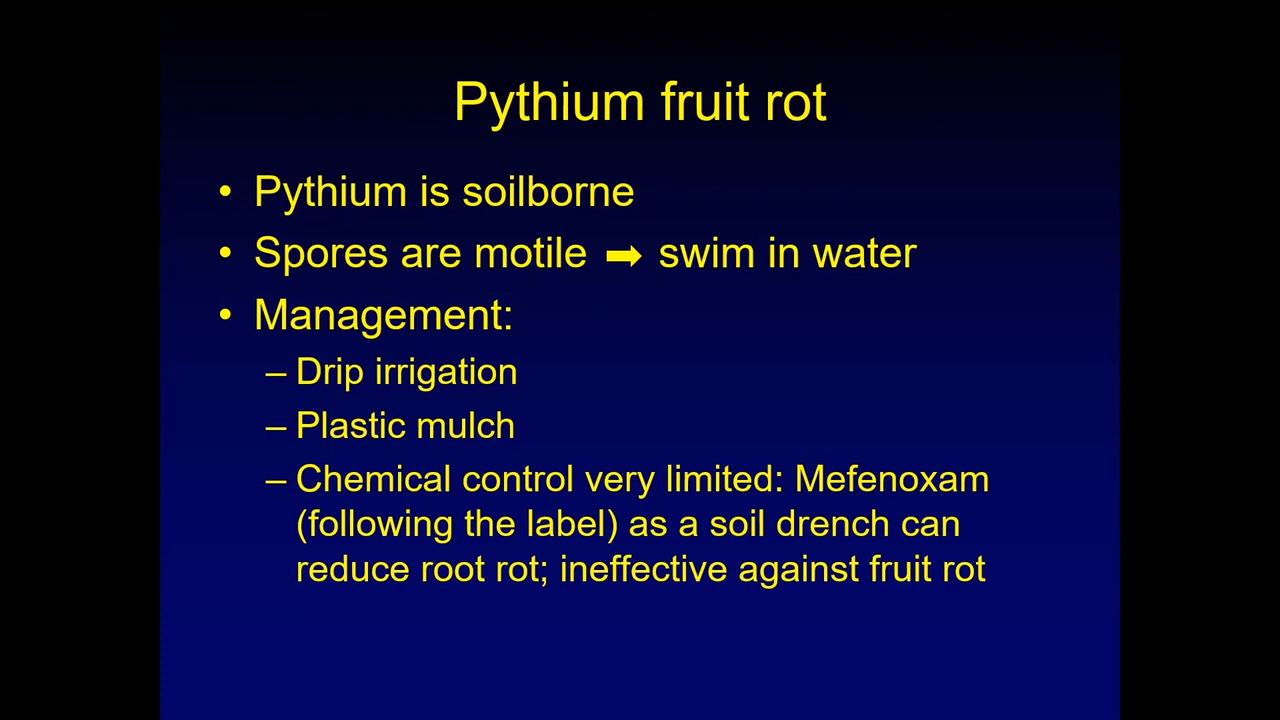 Pythium fruit rot
• Pythium is soilborne
• Spores are motile ➡ swim in water
• Management:
– Drip irrigation
– Plastic mulch
– Chemical control very limited: Mefenoxam
(following the label) as a soil drench can
reduce root rot; ineffective against fruit rot